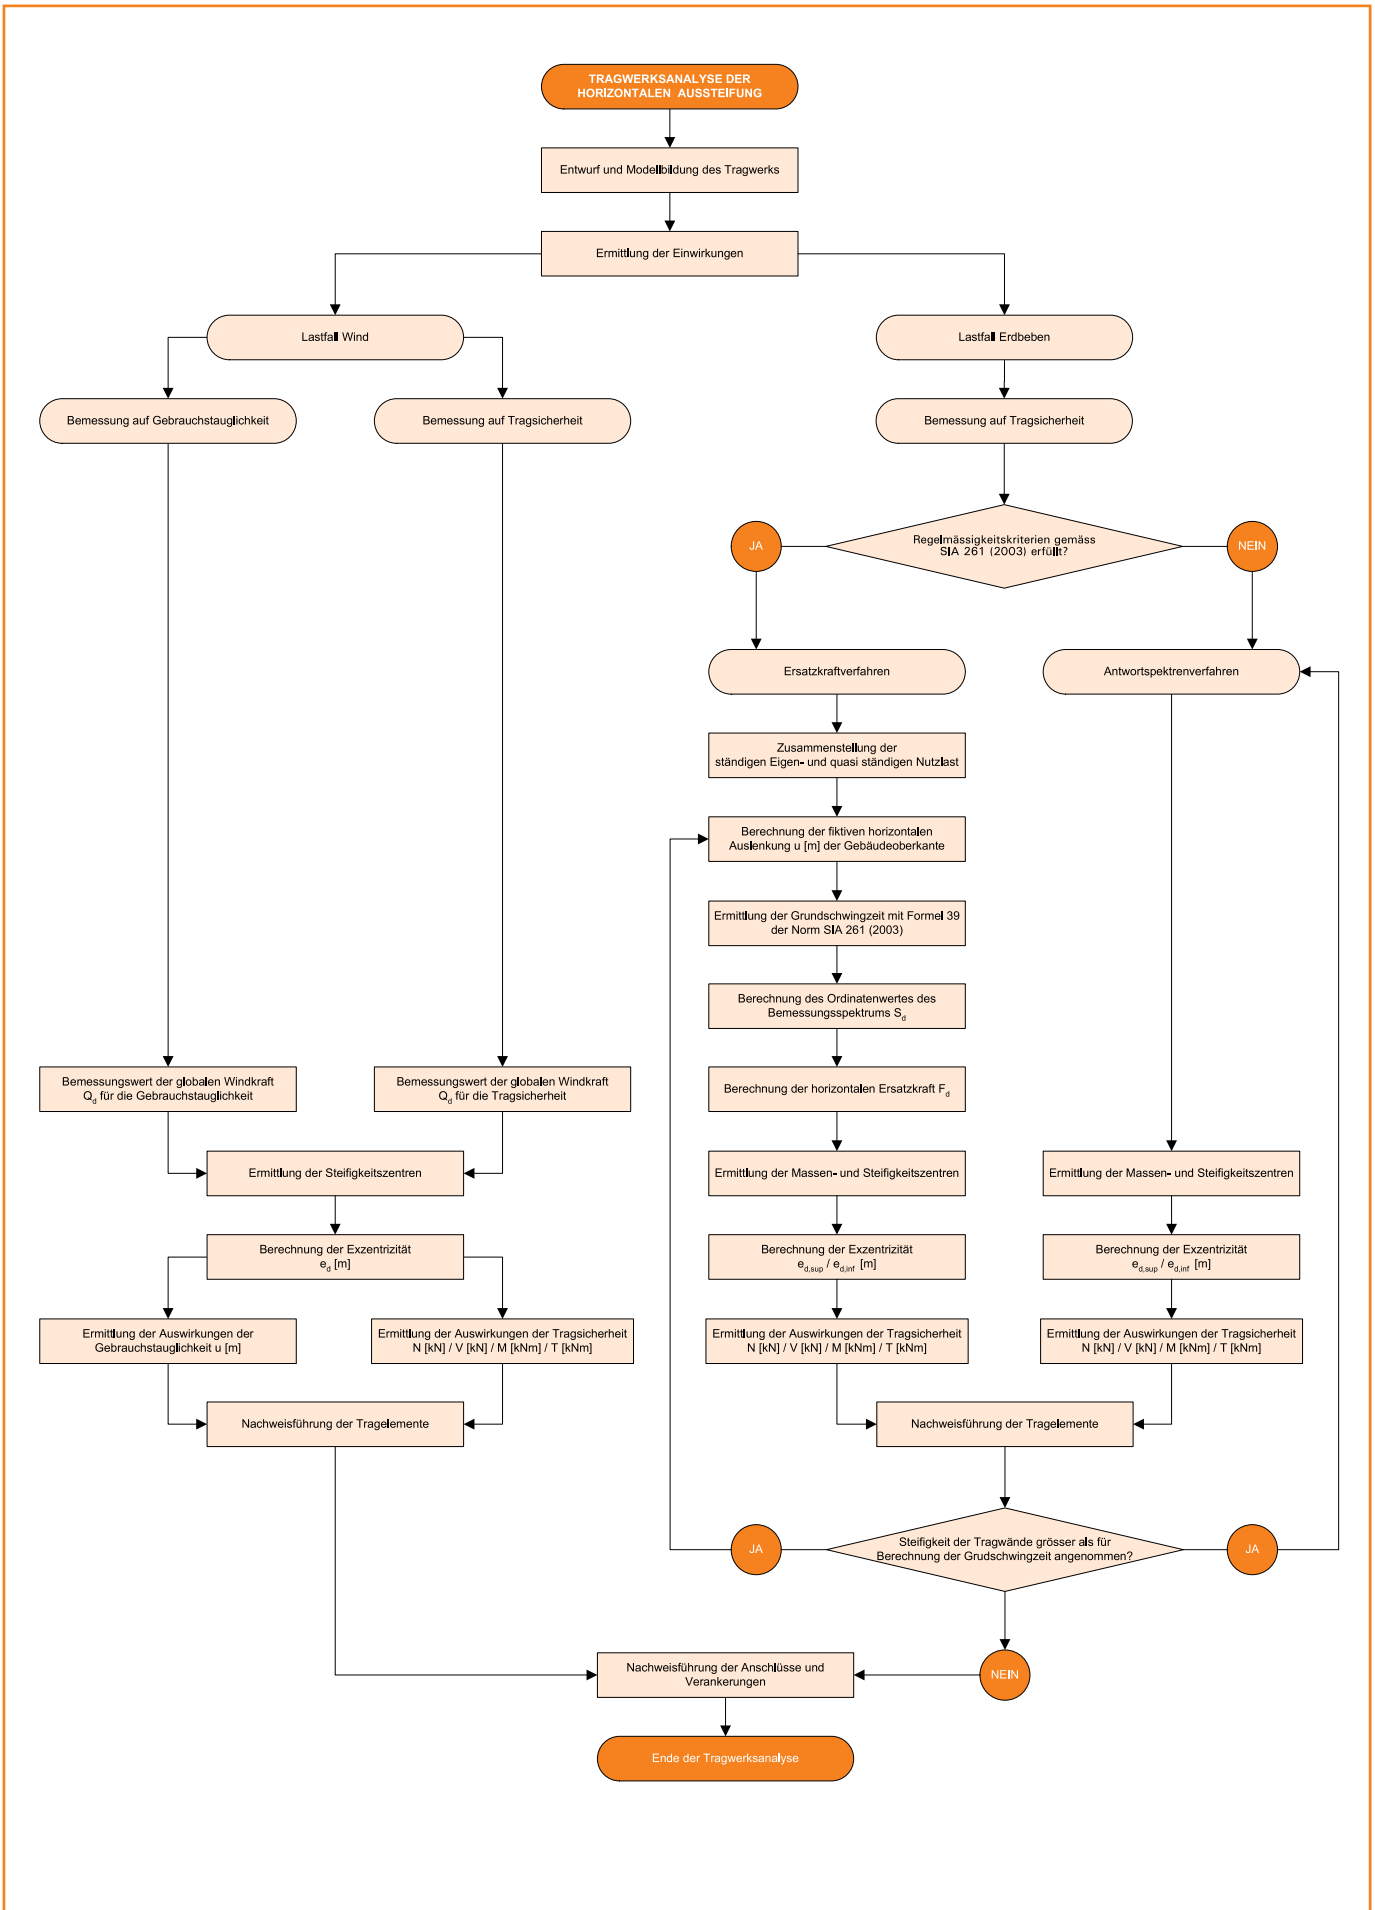 TRAGWERKSANALYSE DER
HORIZONTALEN AUSSTEIFUNG
Entwurf und Modellbildung des Tragwerks
Ermittlung der Einwirkungen
Lastfall Wind
Lastfall Erdbeben
Bemessung auf Gebrauchstauglichkeit
Bemessung auf Tragsicherheit
Bemessung auf Tragsicherheit
JA
Regelmässigkeitskriterien gemäss
SIA 261 (2003) erfüllt?
NEIN
Ersatzkraftverfahren
Antwortspektrenverfahren
Zusammenstellung der
ständigen Eigen- und quasi ständigen Nutzlast
Berechnung der fiktiven horizontalen
Auslenkung u [m] der Gebäudeoberkante
Ermittlung der Grundschwingzeit mit Formel 39
der Norm SIA 261 (2003)
Berechnung des Ordinatenwertes des
Bemessungsspektrums Sd
Bemessungswert der globalen Windkraft
Qd für die Gebrauchstauglichkeit
Bemessungswert der globalen Windkraft
Qd für die Tragsicherheit
Berechnung der horizontalen Ersatzkraft Fd
Ermittlung der Steifigkeitszentren
Ermittlung der Massen- und Steifigkeitszentren
Ermittlung der Massen- und Steifigkeitszentren
Berechnung der Exzentrizität
ed [m]
Berechnung der Exzentrizität
ed,sup / ed,inf [m]
Berechnung der Exzentrizität
ed,sup / ed,inf [m]
Ermittlung der Auswirkungen der
Gebrauchstauglichkeit u [m]
Ermittlung der Auswirkungen der Tragsicherheit
N [kN] / V [kN] / M [kNm] / T [kNm]
Ermittlung der Auswirkungen der Tragsicherheit
N [kN] / V [kN] / M [kNm] / T [kNm]
Ermittlung der Auswirkungen der Tragsicherheit
N [kN] / V [kN] / M [kNm] / T [kNm]
Nachweisführung der Tragelemente
Nachweisführung der Tragelemente
JA
Steifigkeit der Tragwände grösser als für
Berechnung der Grudschwingzeit angenommen?
JA
Nachweisführung der Anschlüsse und
Verankerungen
NEIN
Ende der Tragwerksanalyse